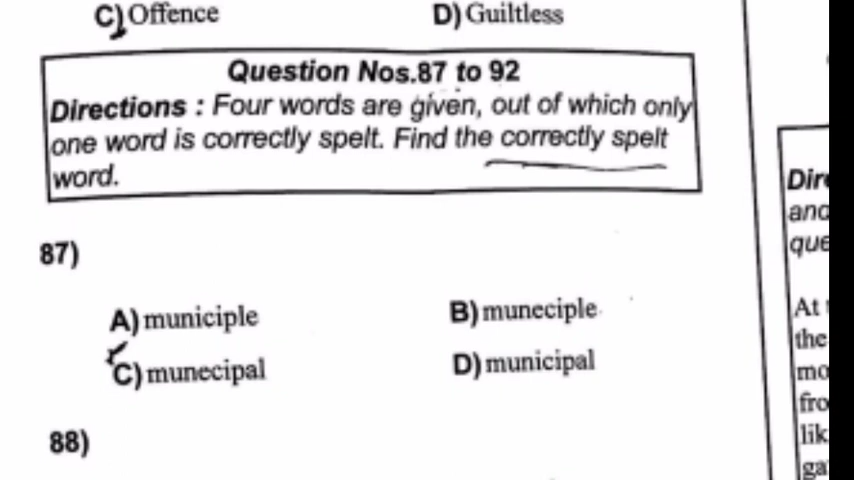 C) Offence D) Guiltless
Question Nos.87 to 92
Directions : Four words are given, out of which only
one word is correctly spelt. Find the correctly spelt
word.
87)
A) municiple B) muneciple
C) munecipal D) municipal
88)
Dir
and
que
At
the
mo
fro
lik
ga